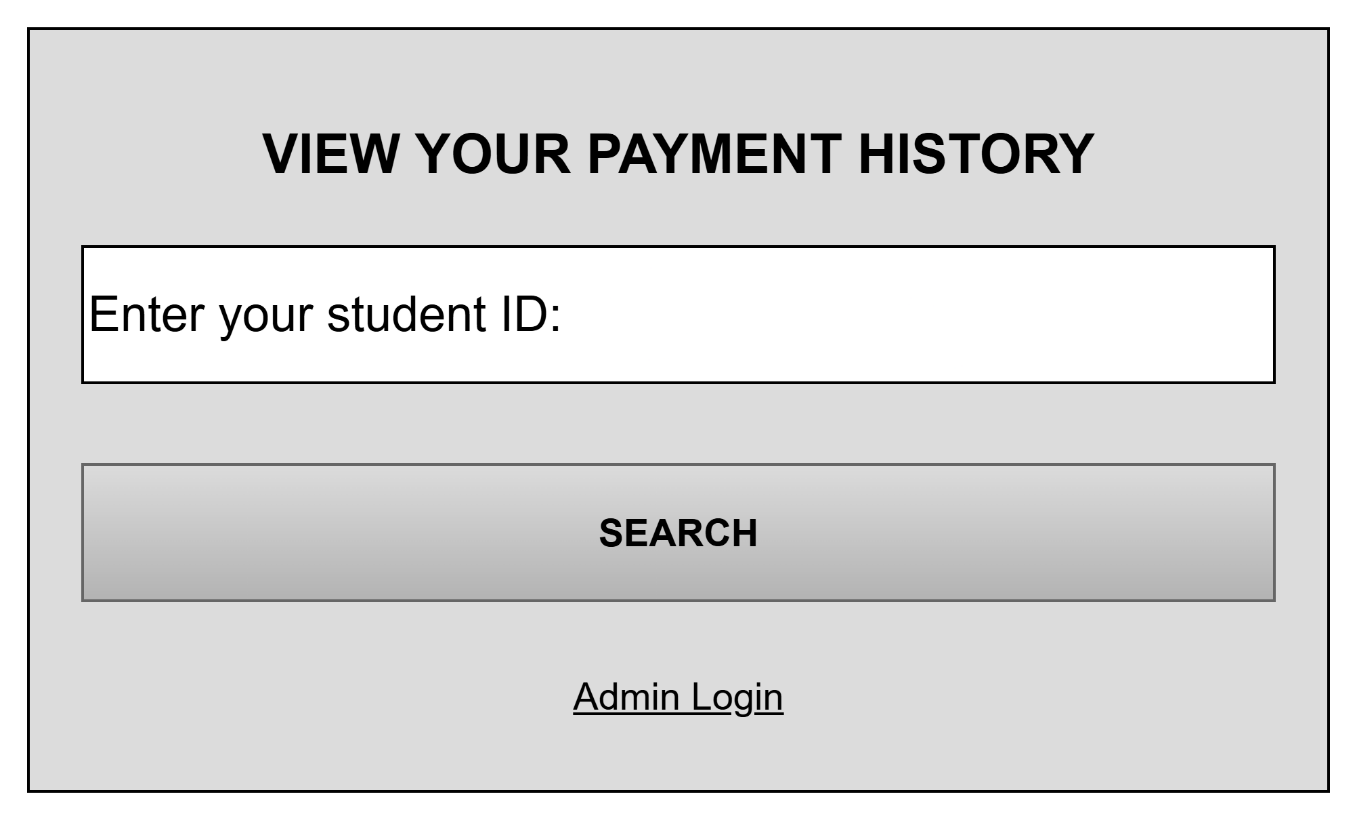 VIEW YOUR PAYMENT HISTORY
Enter your student ID:
SEARCH
Admin Login